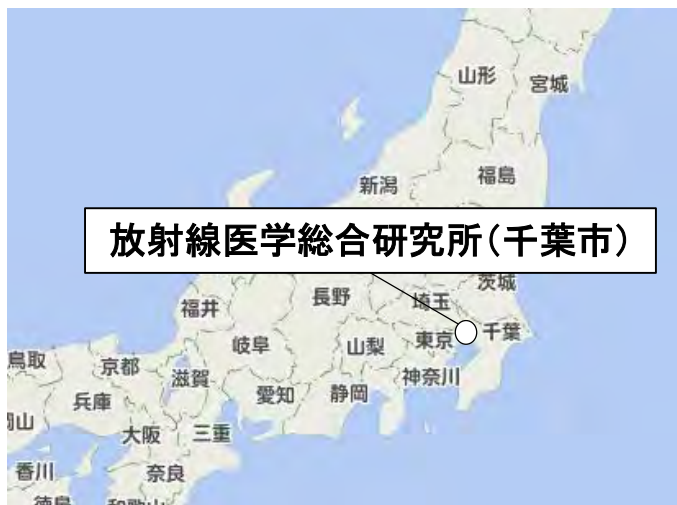 山形
宮城
新潟
福島
放射線医学総合研究所(千葉市)
茨城
長野
埼玉
福井
岐阜
山梨
東京
千葉
鳥取
京都
滋賀
神奈川
兵庫
愛知
静岡
大阪
三重
香川
奈良